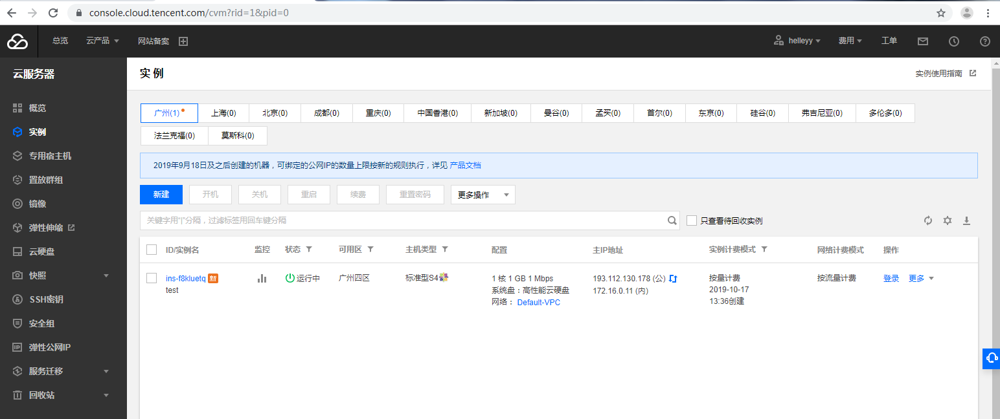 console.cloud.tencent.com/cvm?rid=1&pid=0
总览 云产品 网站备案 helleyy 费用 工单
云服务器
概览
实例
专用宿主机
置放群组
镜像
弹性伸缩
云硬盘
快照
SSH密钥
安全组
弹性公网IP
服务迁移
回收站
实例 实例使用指南
广州(1) 上海(0) 北京(0) 成都(0) 重庆(0) 中国香港(0) 新加坡(0) 曼谷(0) 孟买(0) 首尔(0) 东京(0) 硅谷(0) 弗吉尼亚(0) 多伦多(0)
法兰克福(0) 莫斯科(0)
2019年9月18日及之后创建的机器，可绑定的公网IP的数量上限按新的规则执行，详见 产品文档
新建 开机 关机 重启 续费 重置密码 更多操作
关键字用“|”分隔，过滤标签用回车键分隔 只查看待回收实例
ID/实例名 监控 状态 可用区 主机类型 配置 主IP地址 实例计费模式 网络计费模式 操作
ins-f8kluetq 新 运行中 广州四区 标准型S4 1 核 1 GB 1 Mbps 193.112.130.178 (公) 按量计费 按流量计费 登录 更多
test 系统盘：高性能云硬盘 172.16.0.11 (内) 2019-10-17
网络： Default-VPC 13:36创建